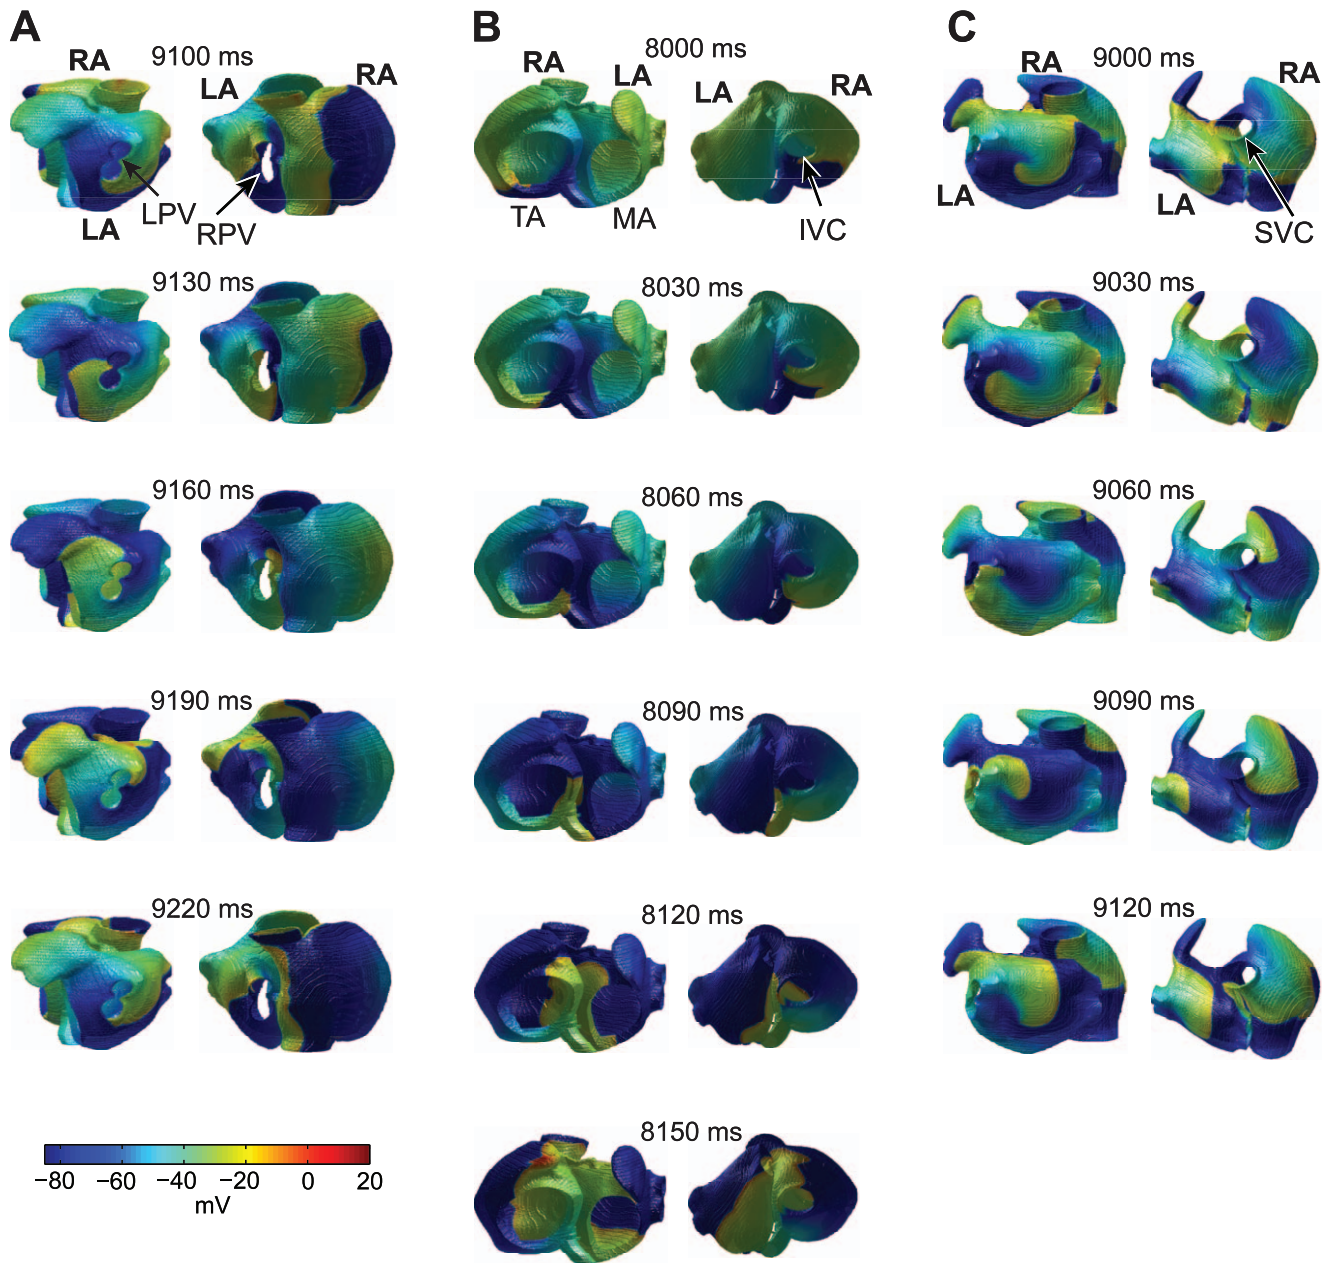 A
B
C
9100 ms
RA
LA
RA
LPV
RPV
LA
9130 ms
9160 ms
9190 ms
9220 ms
8000 ms
RA
LA
LA
RA
TA
MA
IVC
8030 ms
8060 ms
8090 ms
8120 ms
8150 ms
9000 ms
RA
RA
LA
LA
SVC
9030 ms
9060 ms
9090 ms
9120 ms
−80 −60 −40 −20 0 20
mV